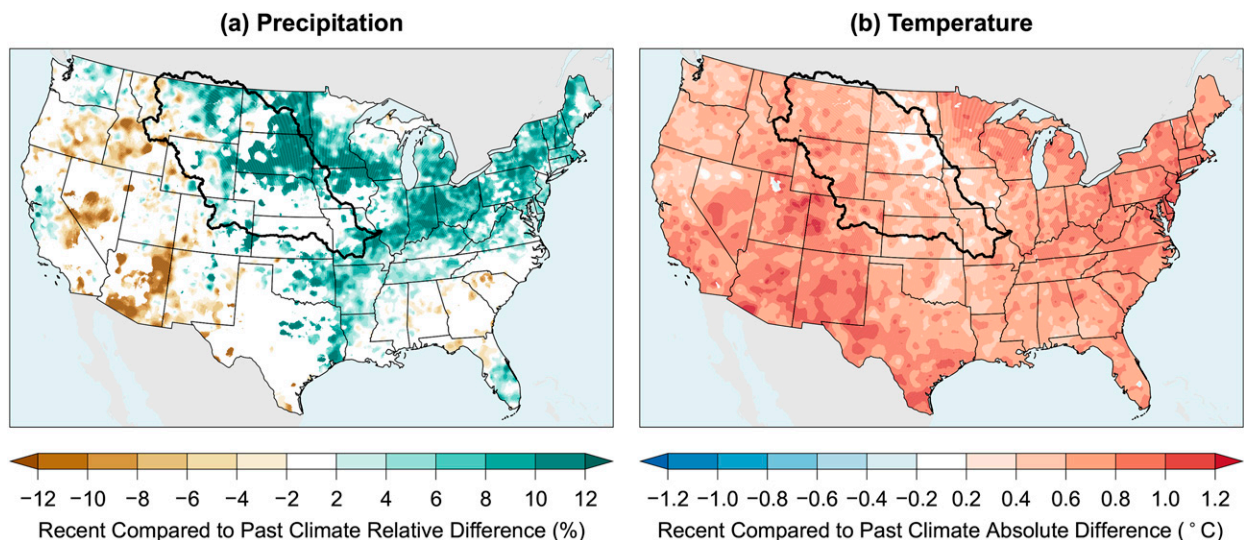 (a) Precipitation
(b) Temperature
−12 −10 −8 −6 −4 −2 2 4 6 8 10 12
Recent Compared to Past Climate Relative Difference (%)
−1.2 −1.0 −0.8 −0.6 −0.4 −0.2 0.2 0.4 0.6 0.8 1.0 1.2
Recent Compared to Past Climate Absolute Difference (°C)